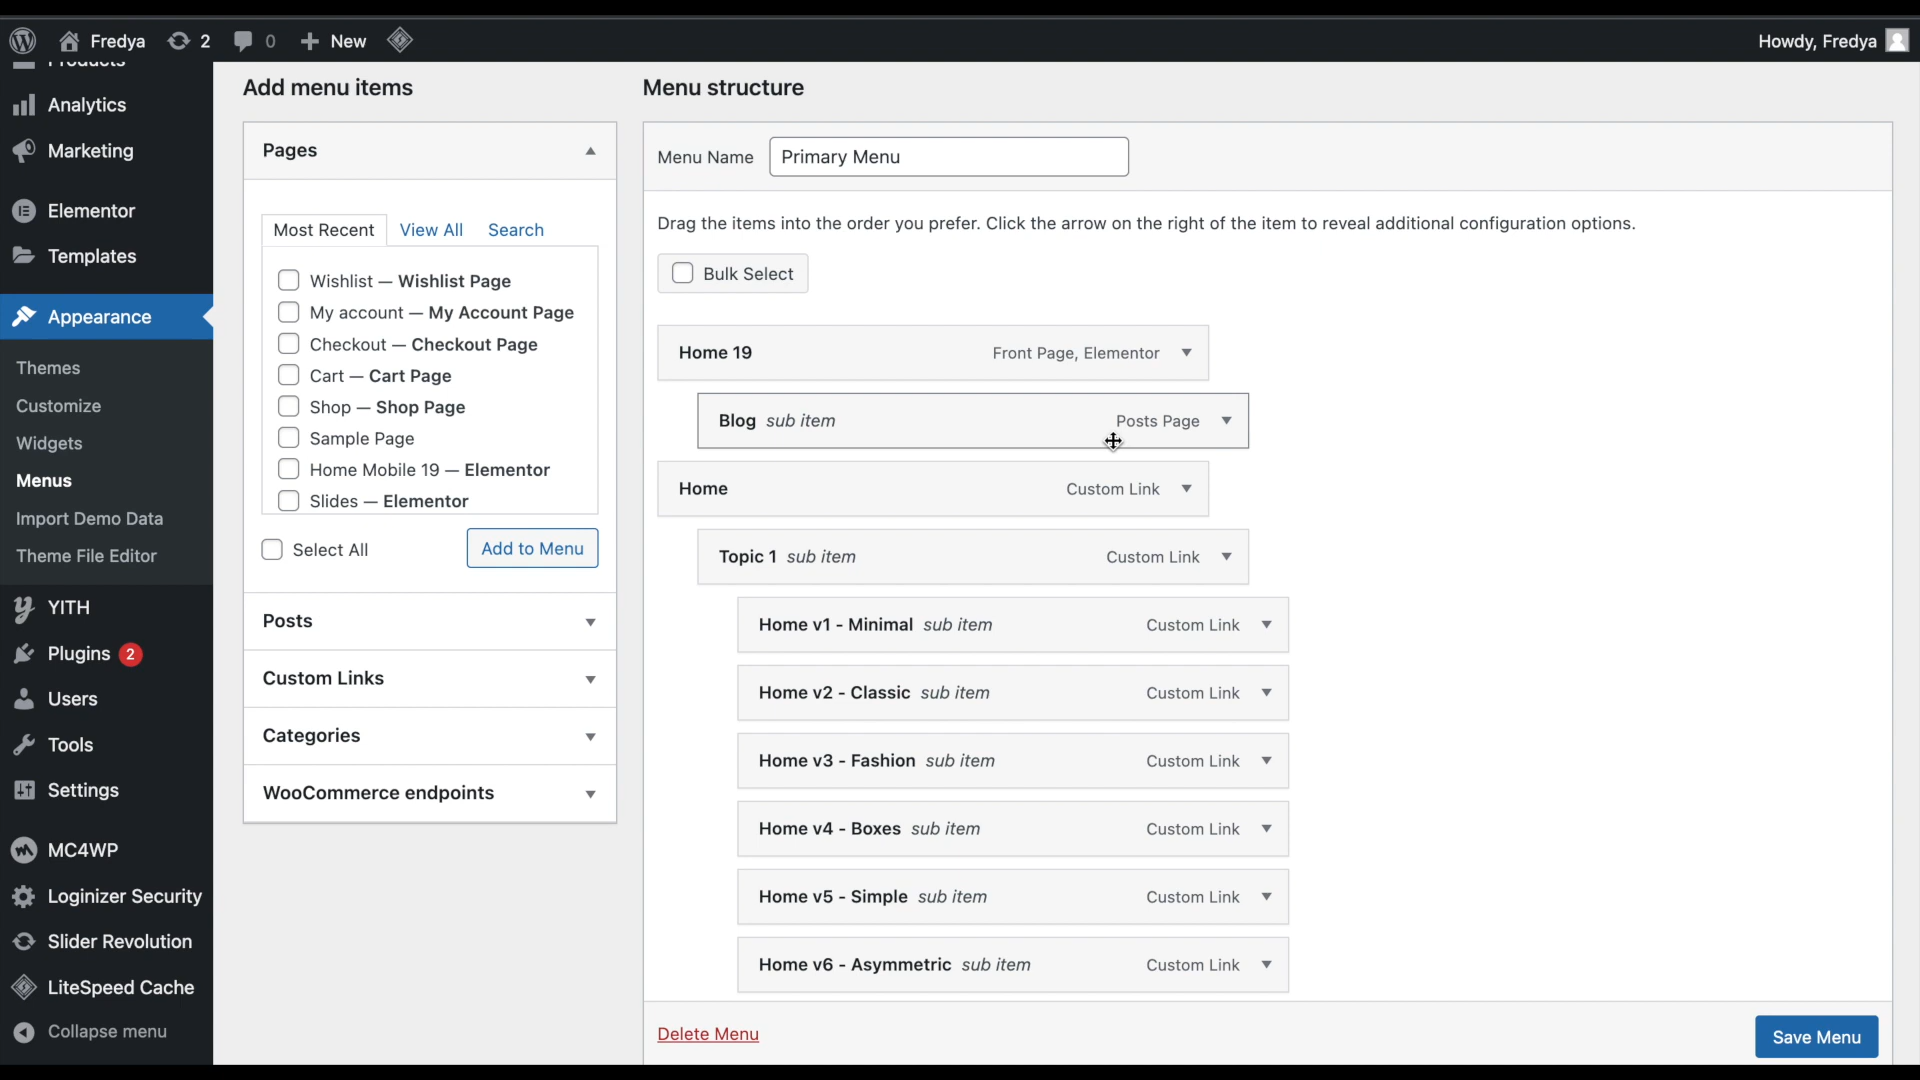 Fredya 2 0 New Howdy, Fredya
Products
Analytics
Marketing
Elementor
Templates
Appearance
Themes
Customize
Widgets
Menus
Import Demo Data
Theme File Editor
YITH
Plugins 2
Users
Tools
Settings
MC4WP
Loginizer Security
Slider Revolution
LiteSpeed Cache
Collapse menu
Add menu items
Pages
Most Recent View All Search
Wishlist — Wishlist Page
My account — My Account Page
Checkout — Checkout Page
Cart — Cart Page
Shop — Shop Page
Sample Page
Home Mobile 19 — Elementor
Slides — Elementor
Select All Add to Menu
Posts
Custom Links
Categories
WooCommerce endpoints
Menu structure
Menu Name Primary Menu
Drag the items into the order you prefer. Click the arrow on the right of the item to reveal additional configuration options.
Bulk Select
Home 19 Front Page, Elementor
Blog sub item Posts Page
Home Custom Link
Topic 1 sub item Custom Link
Home v1 - Minimal sub item Custom Link
Home v2 - Classic sub item Custom Link
Home v3 - Fashion sub item Custom Link
Home v4 - Boxes sub item Custom Link
Home v5 - Simple sub item Custom Link
Home v6 - Asymmetric sub item Custom Link
Delete Menu Save Menu